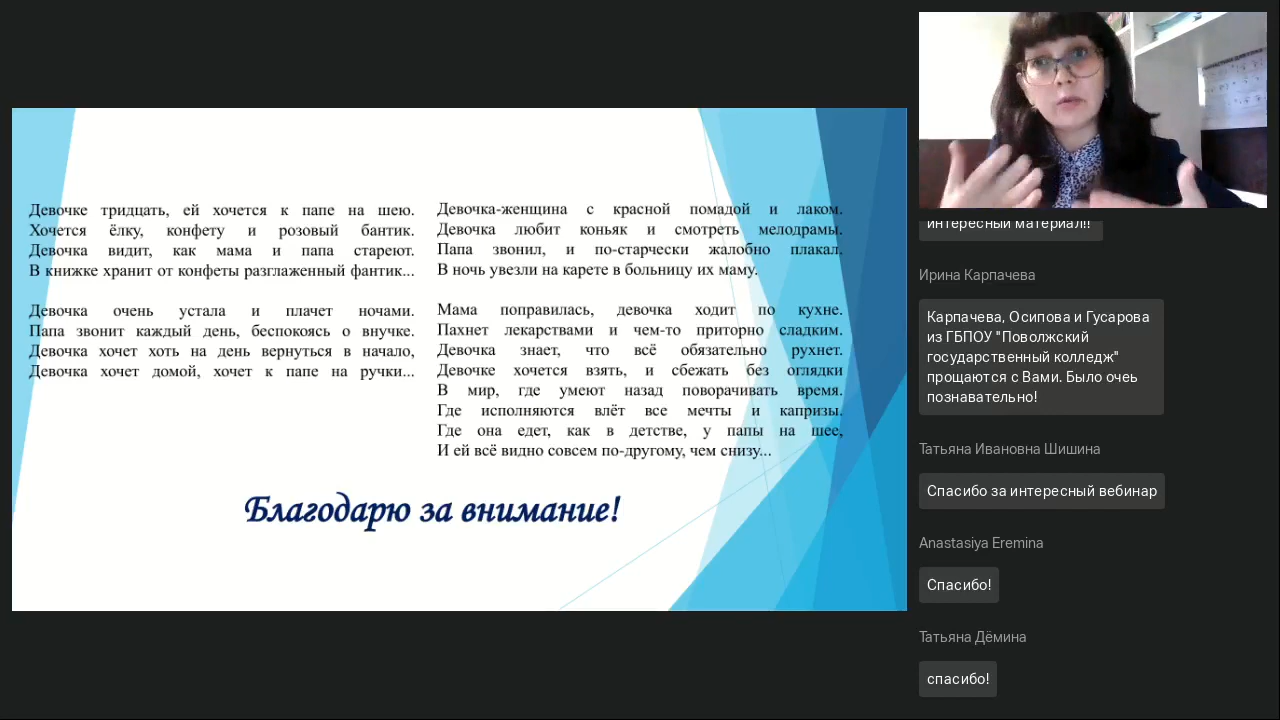 Девочке тридцать, ей хочется к папе на шею.
Хочется ёлку, конфету и розовый бантик.
Девочка видит, как мама и папа стареют.
В книжке хранит от конфеты разглаженный фантик...
Девочка очень устала и плачет ночами.
Папа звонит каждый день, беспокоясь о внучке.
Девочка хочет хоть на день вернуться в начало,
Девочка хочет домой, хочет к папе на ручки...
Девочка-женщина с красной помадой и лаком.
Девочка любит коньяк и смотреть мелодрамы.
Папа звонил, и по-старчески жалобно плакал.
В ночь увезли на карете в больницу их маму.
Мама поправилась, девочка ходит по кухне.
Пахнет лекарствами и чем-то приторно сладким.
Девочка знает, что всё обязательно рухнет.
Девочке хочется взять, и сбежать без оглядки
В мир, где умеют назад поворачивать время.
Где исполняются влёт все мечты и капризы.
Где она едет, как в детстве, у папы на шее,
И ей всё видно совсем по-другому, чем снизу...
Благодарю за внимание!
интересный материал!!
Ирина Карпачева
Карпачева, Осипова и Гусарова
из ГБПОУ "Поволжский
государственный колледж"
прощаются с Вами. Было очеь
познавательно!
Татьяна Ивановна Шишина
Спасибо за интересный вебинар
Anastasiya Eremina
Спасибо!
Татьяна Дёмина
спасибо!